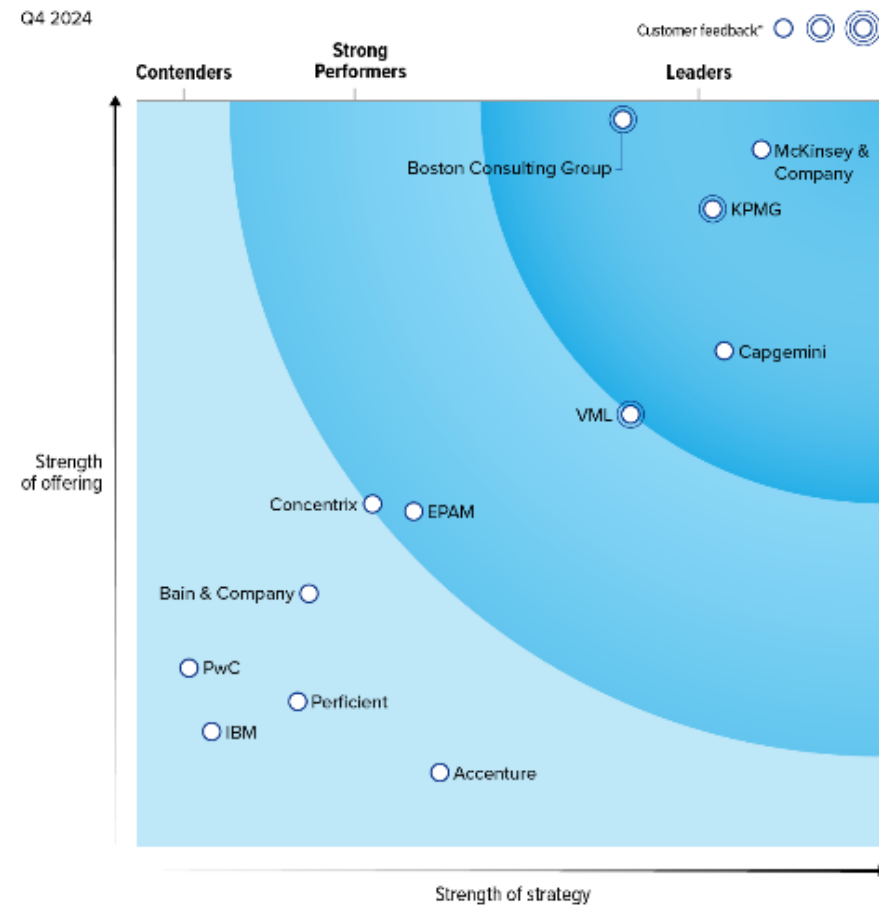 Q4 2024
Customer feedback*
Contenders
Strong
Performers
Leaders
Boston Consulting Group
McKinsey &
Company
KPMG
Capgemini
VML
Strength
of offering
Concentrix
EPAM
Bain & Company
PwC
Perficient
IBM
Accenture
Strength of strategy